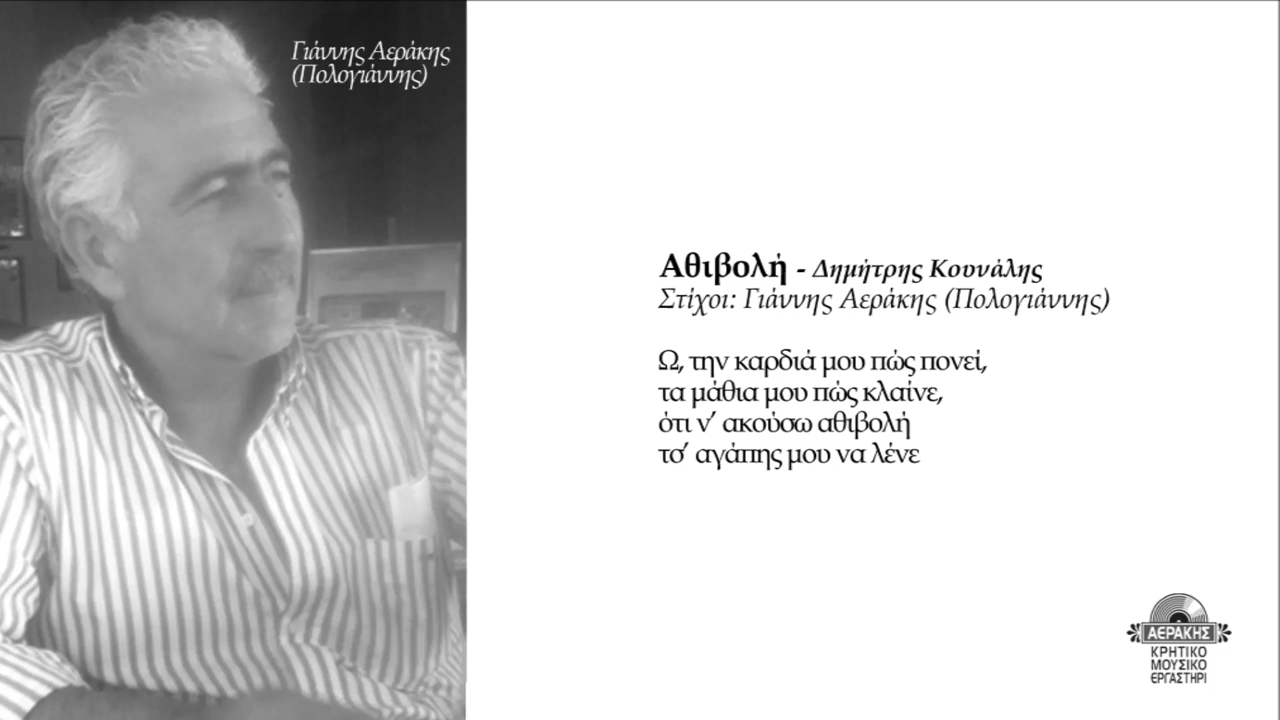 Γιάννης Αεράκης
(Πολογιάννης)
Αθιβολή - Δημήτρης Κουνάλης
Στίχοι: Γιάννης Αεράκης (Πολογιάννης)
Ω, την καρδιά μου πώς πονεί,
τα μάθια μου πώς κλαίνε,
ότι ν’ ακούσω αθιβολή
τσ’ αγάπης μου να λένε
ΑΕΡΑΚΗΣ
ΚΡΗΤΙΚΟ
ΜΟΥΣΙΚΟ
ΕΡΓΑΣΤΗΡΙ